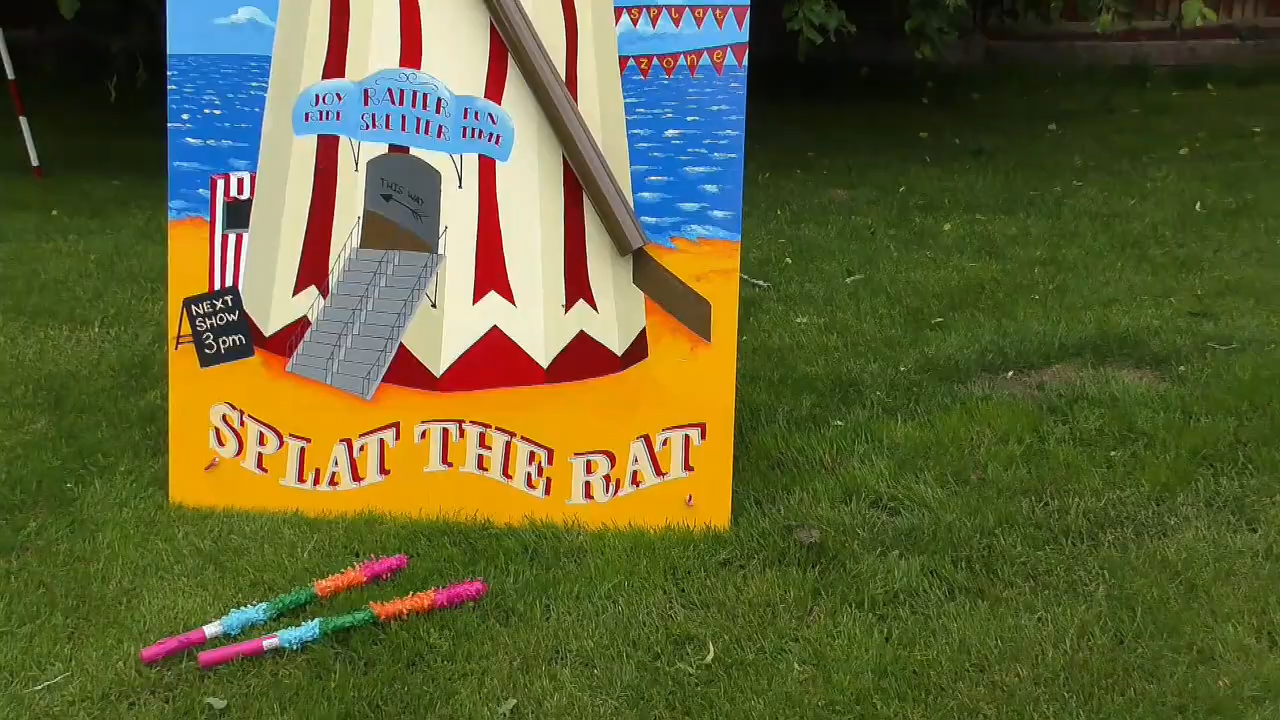 splat
zone
JOY RIDE
RATTER SKELTER
FUN TIME
THIS WAY
NEXT
SHOW
3pm
SPLAT THE RAT